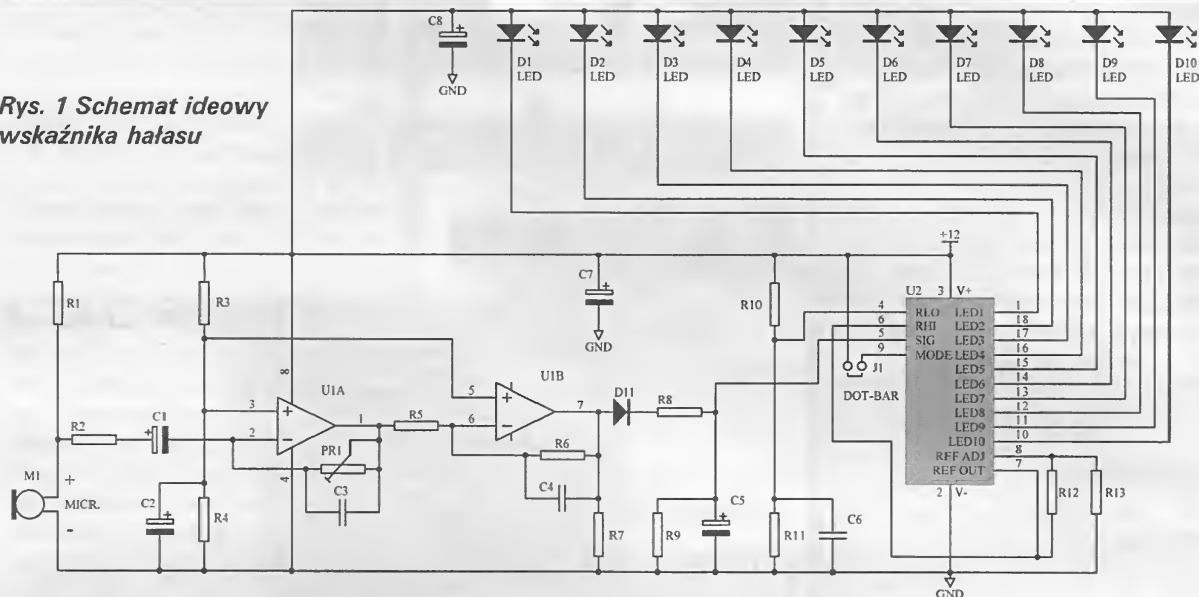 Rys. 1 Schemat ideowy
wskaźnika hałasu
C8
+
GND
D1
LED
D2
LED
D3
LED
D4
LED
D5
LED
D6
LED
D7
LED
D8
LED
D9
LED
D10
LED
R1
R3
C7
+
GND
R10
+12
U2
3
V+
4
RLO
LED1
1
6
RHI
LED2
18
5
SIG
LED3
17
9
MODE
LED4
16
LED5
15
LED6
14
LED7
13
LED8
12
LED9
11
LED10
10
RFF ADJ
8
REF OUT
7
2
V-
J1
DOT-BAR
8
U1A
3
+
2
-
1
4
R2
C1
+
PR1
C3
R5
U1B
5
+
6
-
7
D11
R8
R6
C4
M1
+
MICR.
-
C2
+
R4
R7
R9
C5
+
R11
C6
R12
R13
GND